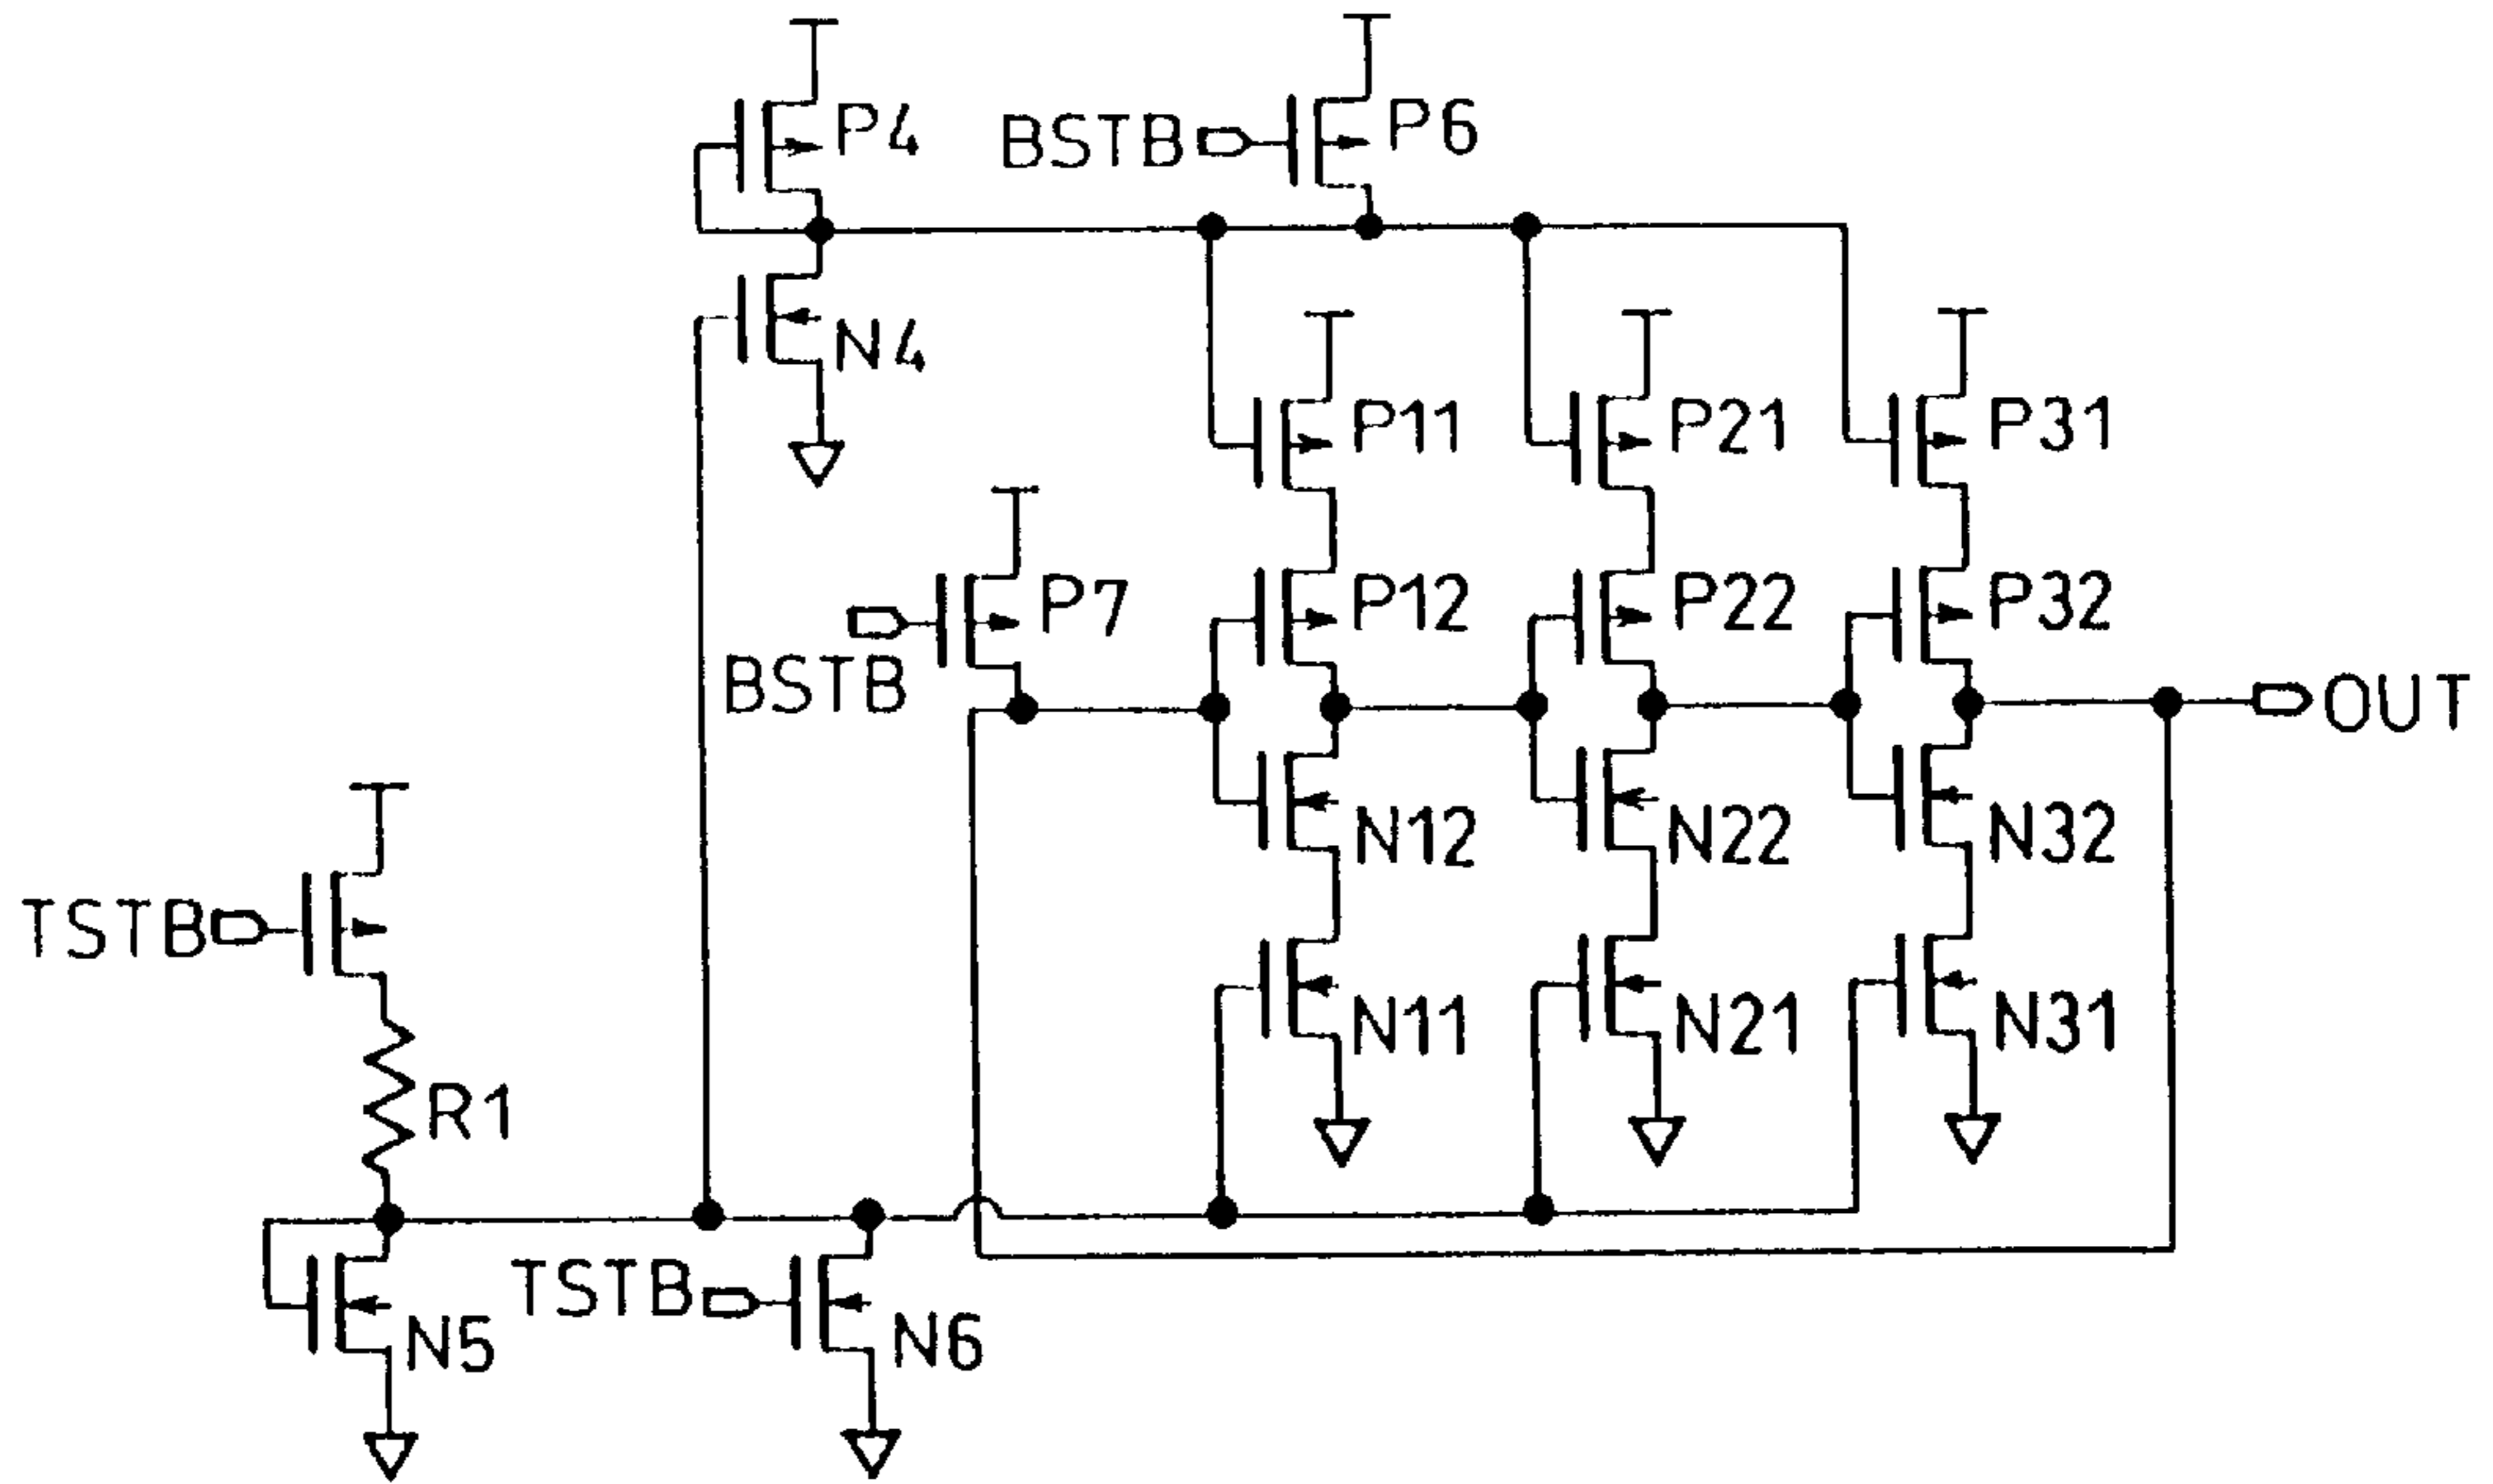 P4
BSTB
P6
N4
P11
P21
P31
P7
BSTB
P12
P22
P32
OUT
N12
N22
N32
TSTB
R1
N11
N21
N31
N5
TSTB
N6